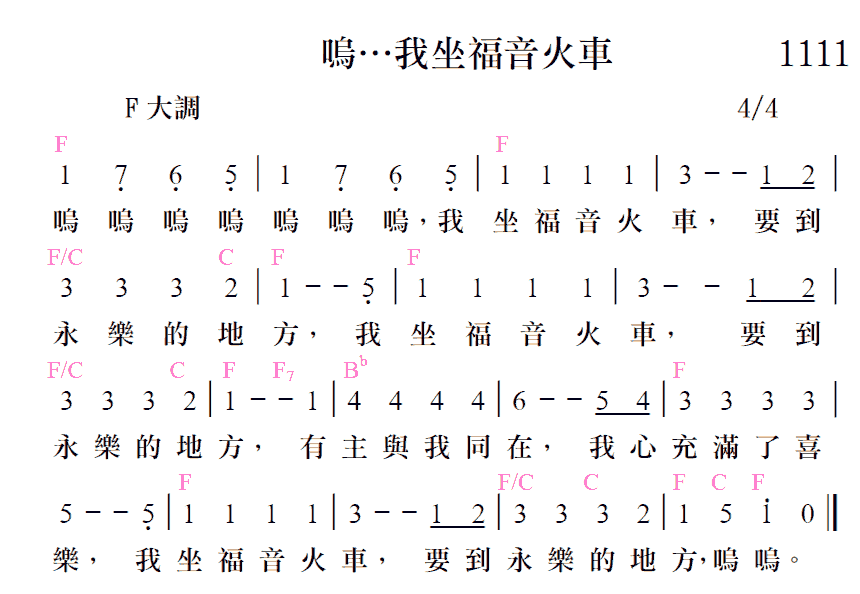 嗚…我坐福音火車 1111
F 大調 4/4
F F
1 7̣ 6̣ 5̣ | 1 7̣ 6̣ 5̣ | 1 1 1 1 | 3 - - 1 2 |
嗚 嗚 嗚 嗚 嗚 嗚 嗚,我 坐 福 音 火 車, 要 到
F/C C F F
3 3 3 2 | 1 - - 5̣ | 1 1 1 1 | 3 - - 1 2 |
永 樂 的 地 方, 我 坐 福 音 火 車, 要 到
F/C C F F7 Bb F
3 3 3 2 | 1 - - 1 | 4 4 4 4 | 6 - - 5 4 | 3 3 3 3 |
永 樂 的 地 方, 有 主 與 我 同 在, 我 心 充 滿 了 喜
F F/C C F C F
5 - - 5̣ | 1 1 1 1 | 3 - - 1 2 | 3 3 3 2 | 1 5 1̇ 0 ||
樂, 我 坐 福 音 火 車, 要 到 永 樂 的 地 方,嗚 嗚。